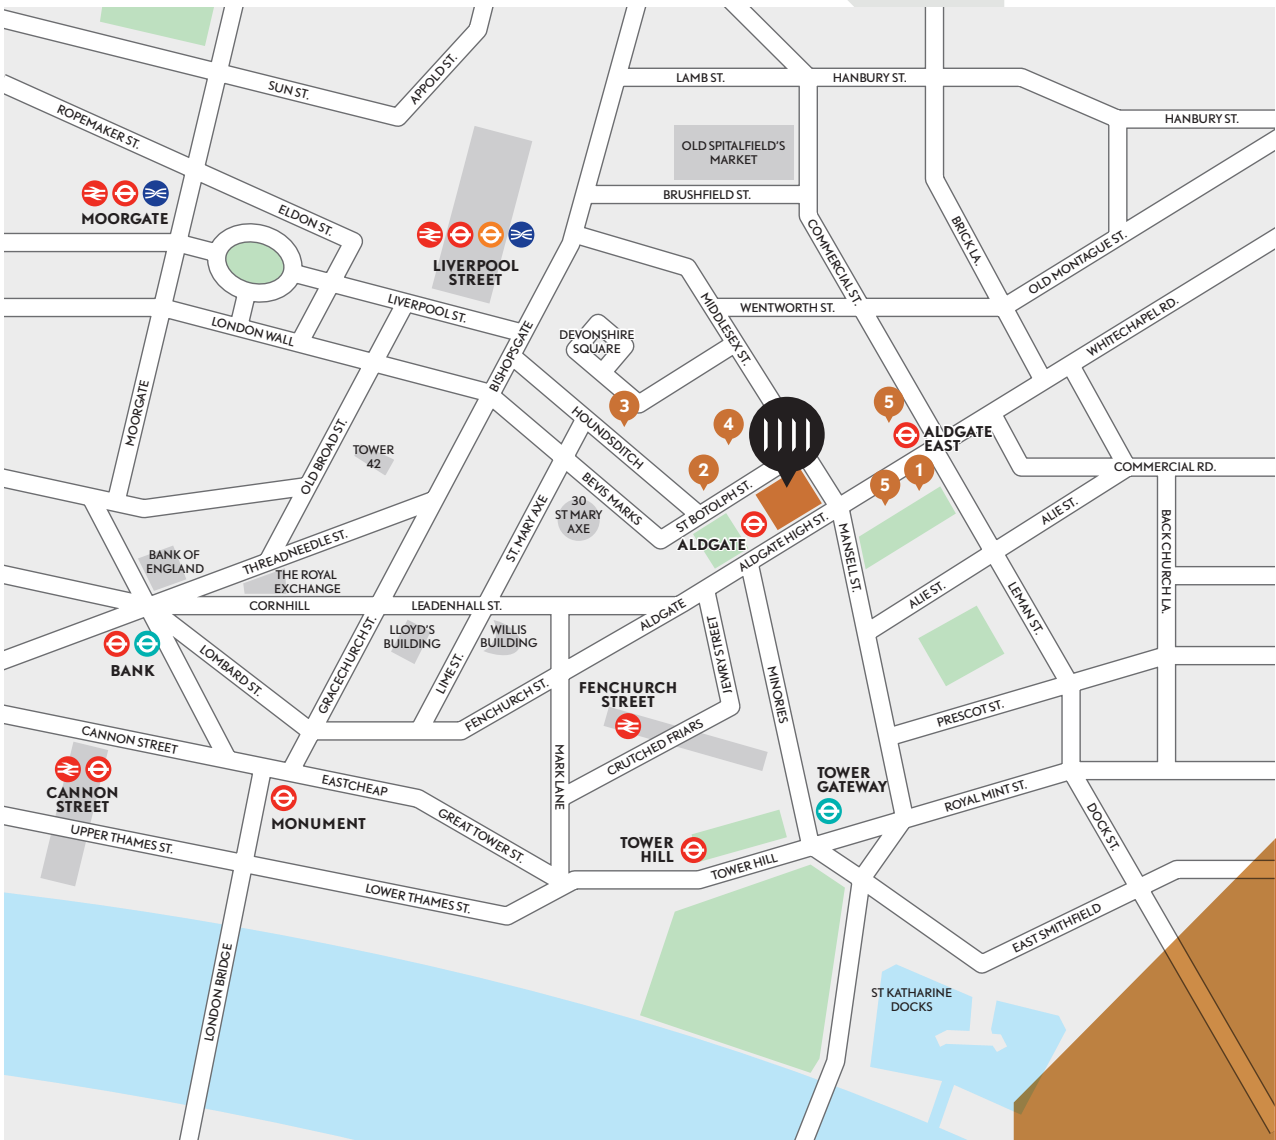 LAMB ST.
HANBURY ST.
SUN ST.
APPOLD ST.
HANBURY ST.
ROPEMAKER ST.
OLD SPITALFIELD'S
MARKET
BRUSHFIELD ST.
MOORGATE
ELDON ST.
LIVERPOOL
STREET
COMMERCIAL ST.
BRICK LA.
OLD MONTAGUE ST.
LIVERPOOL ST.
LONDON WALL
MIDDLESEX ST.
WENTWORTH ST.
WHITECHAPEL RD.
DEVONSHIRE
SQUARE
BISHOPSGATE
MOORGATE
3
4
5
HOUNDSDITCH
ALDGATE
EAST
OLD BROAD ST.
TOWER
42
2
1
5
COMMERCIAL RD.
BEVIS MARKS
ST BOTOLPH ST.
30
ST MARY
AXE
ST. MARY AXE
ALDGATE
ALDGATE HIGH ST.
MANSELL ST.
ALIE ST.
BACK CHURCH LA.
BANK OF
ENGLAND
THREADNEEDLE ST.
THE ROYAL
EXCHANGE
CORNHILL
LEADENHALL ST.
ALDGATE
ALIE ST.
LEMAN ST.
LLOYD'S
BUILDING
WILLIS
BUILDING
GRACECHURCH ST.
LIME ST.
JEWRY STREET
BANK
LOMBARD ST.
FENCHURCH ST.
FENCHURCH
STREET
MINORIES
PRESCOT ST.
CANNON STREET
CRUTCHED FRIARS
MARK LANE
CANNON
STREET
EASTCHEAP
TOWER
GATEWAY
ROYAL MINT ST.
MONUMENT
GREAT TOWER ST.
DOCK ST.
UPPER THAMES ST.
TOWER
HILL
TOWER HILL
LOWER THAMES ST.
EAST SMITHFIELD
LONDON BRIDGE
ST KATHARINE
DOCKS